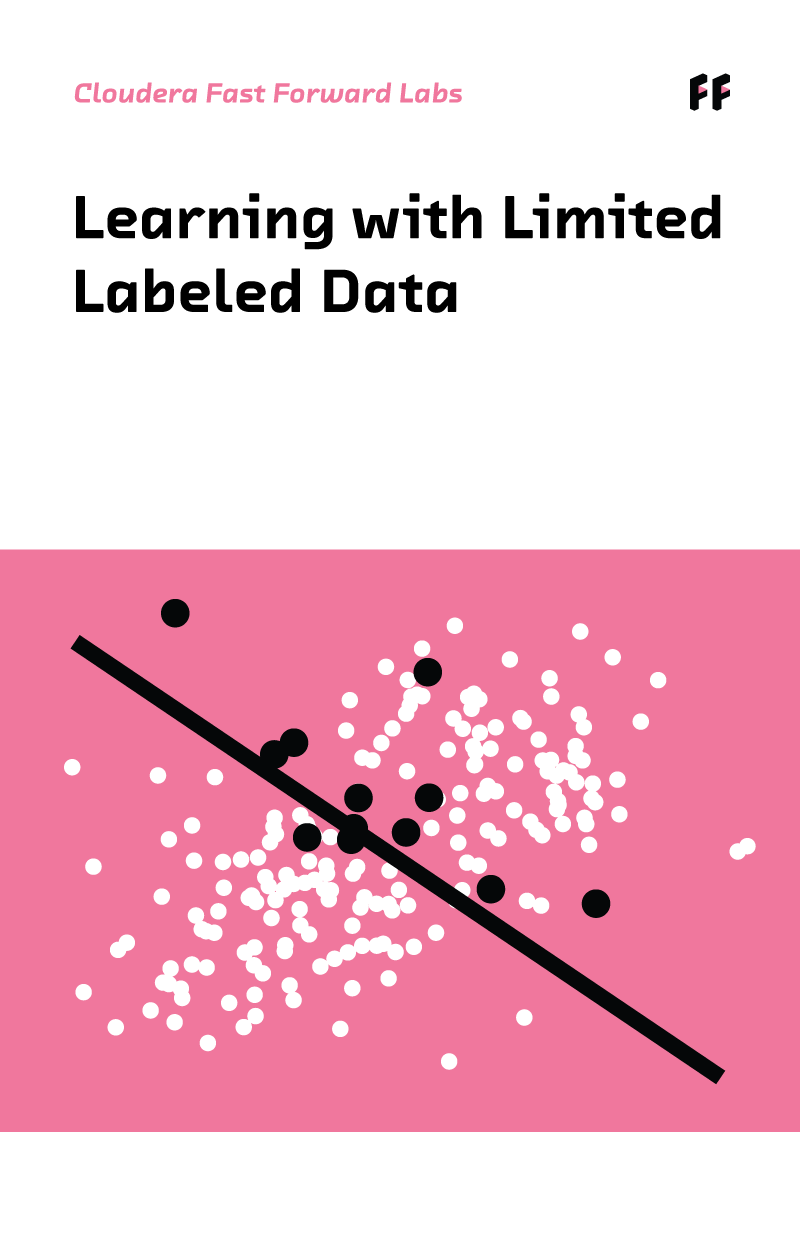 Cloudera Fast Forward Labs
FF
Learning with Limited
Labeled Data